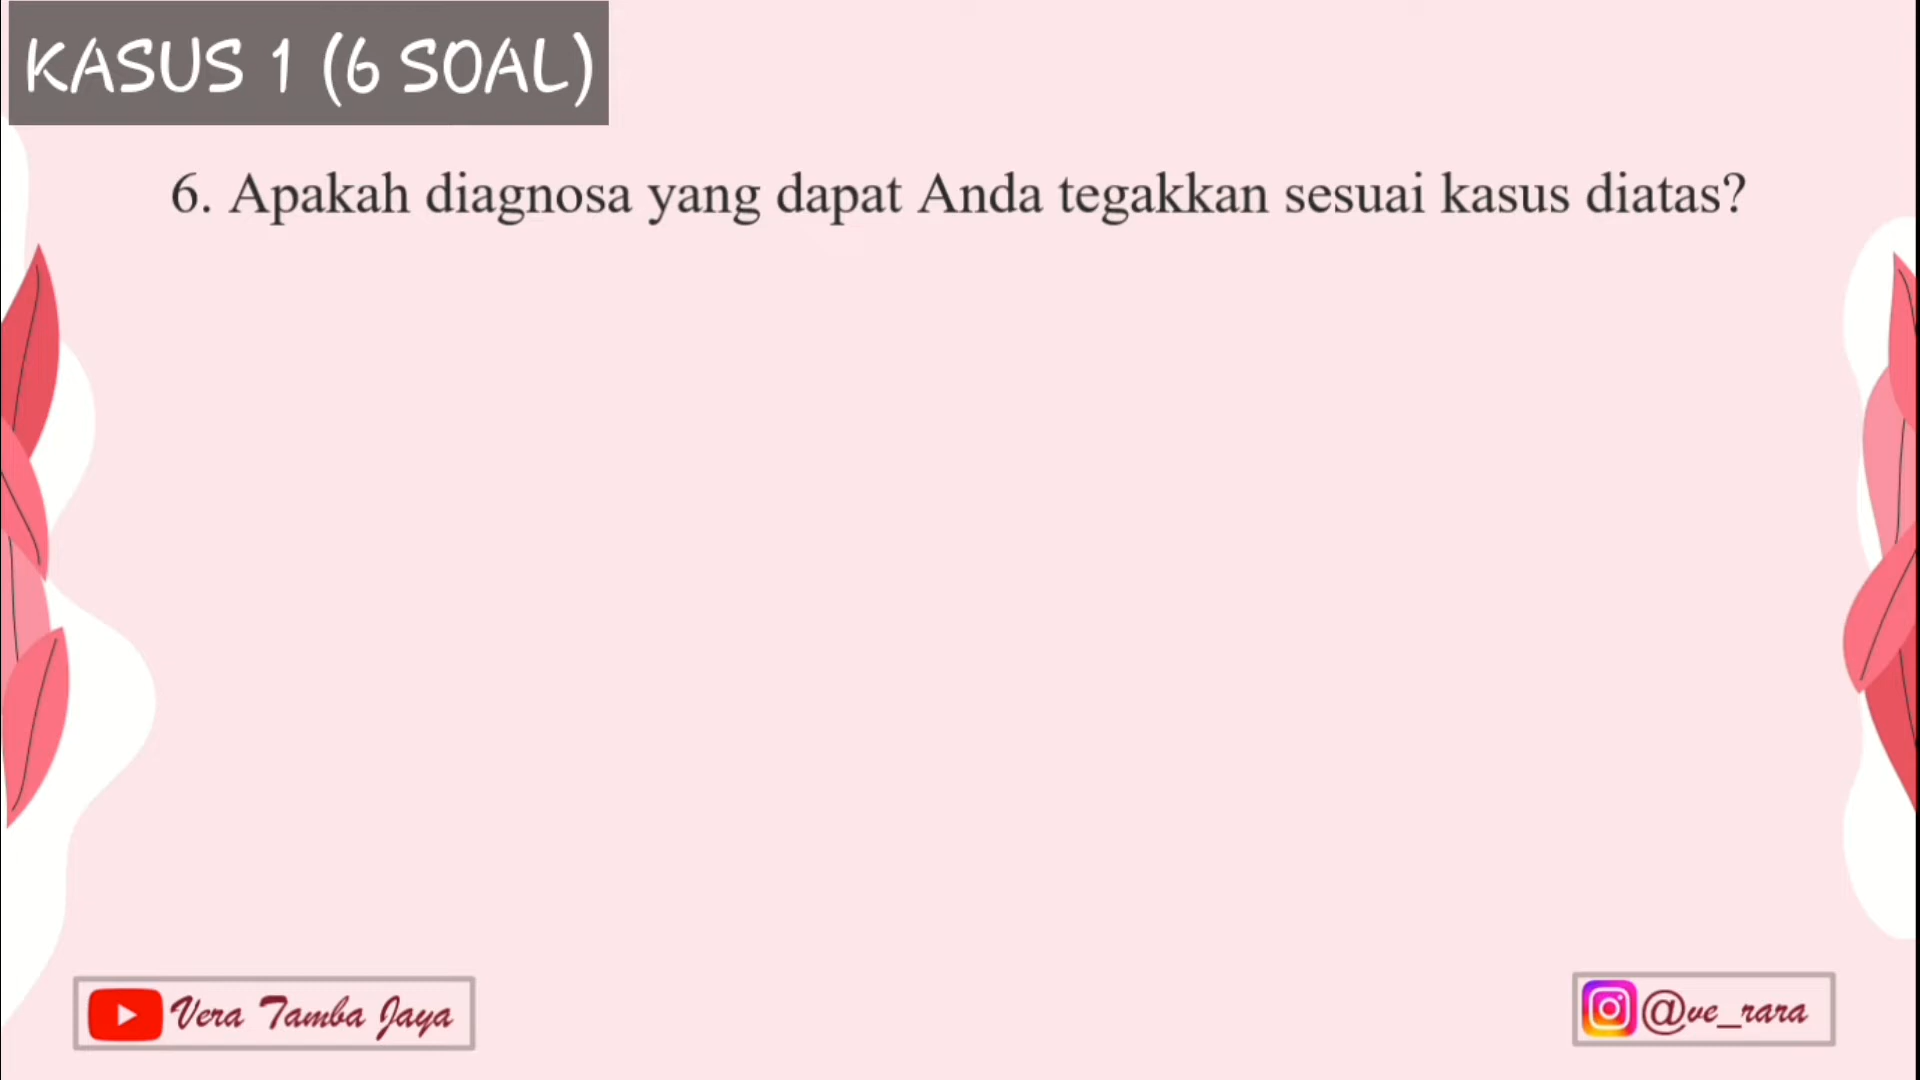 KASUS 1 (6 SOAL)
6. Apakah diagnosa yang dapat Anda tegakkan sesuai kasus diatas?
Vera Tamba Jaya
@ve_rara